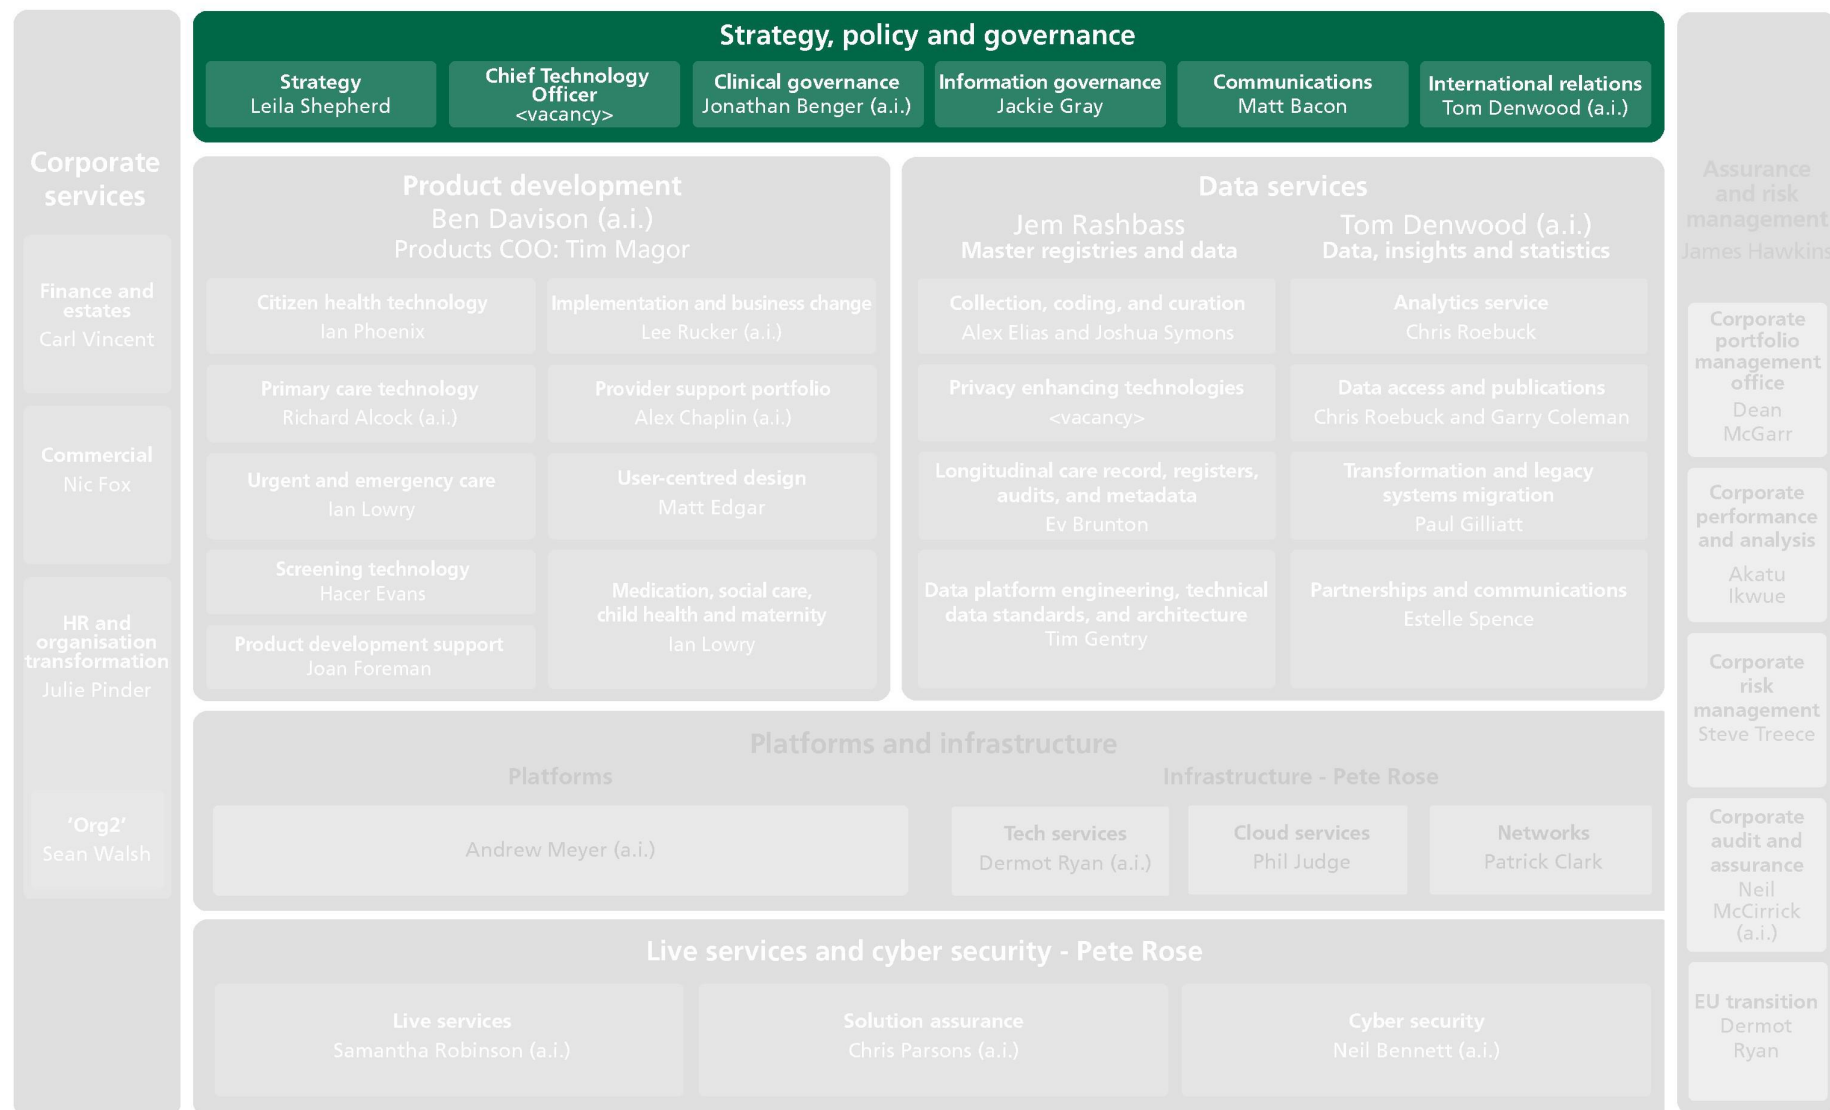 Strategy, policy and governance
Strategy
Leila Shepherd
Chief Technology
Officer
<vacancy>
Clinical governance
Jonathan Benger (a.i.)
Information governance
Jackie Gray
Communications
Matt Bacon
International relations
Tom Denwood (a.i.)
Corporate
services
Finance and
estates
Carl Vincent
Commercial
Nic Fox
HR and
organisation
transformation
Julie Pinder
'Org2'
Sean Walsh
Product development
Ben Davison (a.i.)
Products COO: Tim Magor
Citizen health technology
Ian Phoenix
Implementation and business change
Lee Rucker (a.i.)
Primary care technology
Richard Alcock (a.i.)
Provider support portfolio
Alex Chaplin (a.i.)
Urgent and emergency care
Ian Lowry
User-centred design
Matt Edgar
Screening technology
Hacer Evans
Product development support
Joan Foreman
Medication, social care,
child health and maternity
Ian Lowry
Data services
Jem Rashbass
Master registries and data
Tom Denwood (a.i.)
Data, insights and statistics
Collection, coding, and curation
Alex Elias and Joshua Symons
Analytics service
Chris Roebuck
Privacy enhancing technologies
<vacancy>
Data access and publications
Chris Roebuck and Garry Coleman
Longitudinal care record, registers,
audits, and metadata
Ev Brunton
Transformation and legacy
systems migration
Paul Gilliatt
Data platform engineering, technical
data standards, and architecture
Tim Gentry
Partnerships and communications
Estelle Spence
Platforms and infrastructure
Platforms
Andrew Meyer (a.i.)
Infrastructure - Pete Rose
Tech services
Dermot Ryan (a.i.)
Cloud services
Phil Judge
Networks
Patrick Clark
Live services and cyber security - Pete Rose
Live services
Samantha Robinson (a.i.)
Solution assurance
Chris Parsons (a.i.)
Cyber security
Neil Bennett (a.i.)
Assurance
and risk
management
James Hawkins
Corporate
portfolio
management
office
Dean
McGarr
Corporate
performance
and analysis
Akatu
Ikwue
Corporate
risk
management
Steve Treece
Corporate
audit and
assurance
Neil
McCirrick
(a.i.)
EU transition
Dermot
Ryan